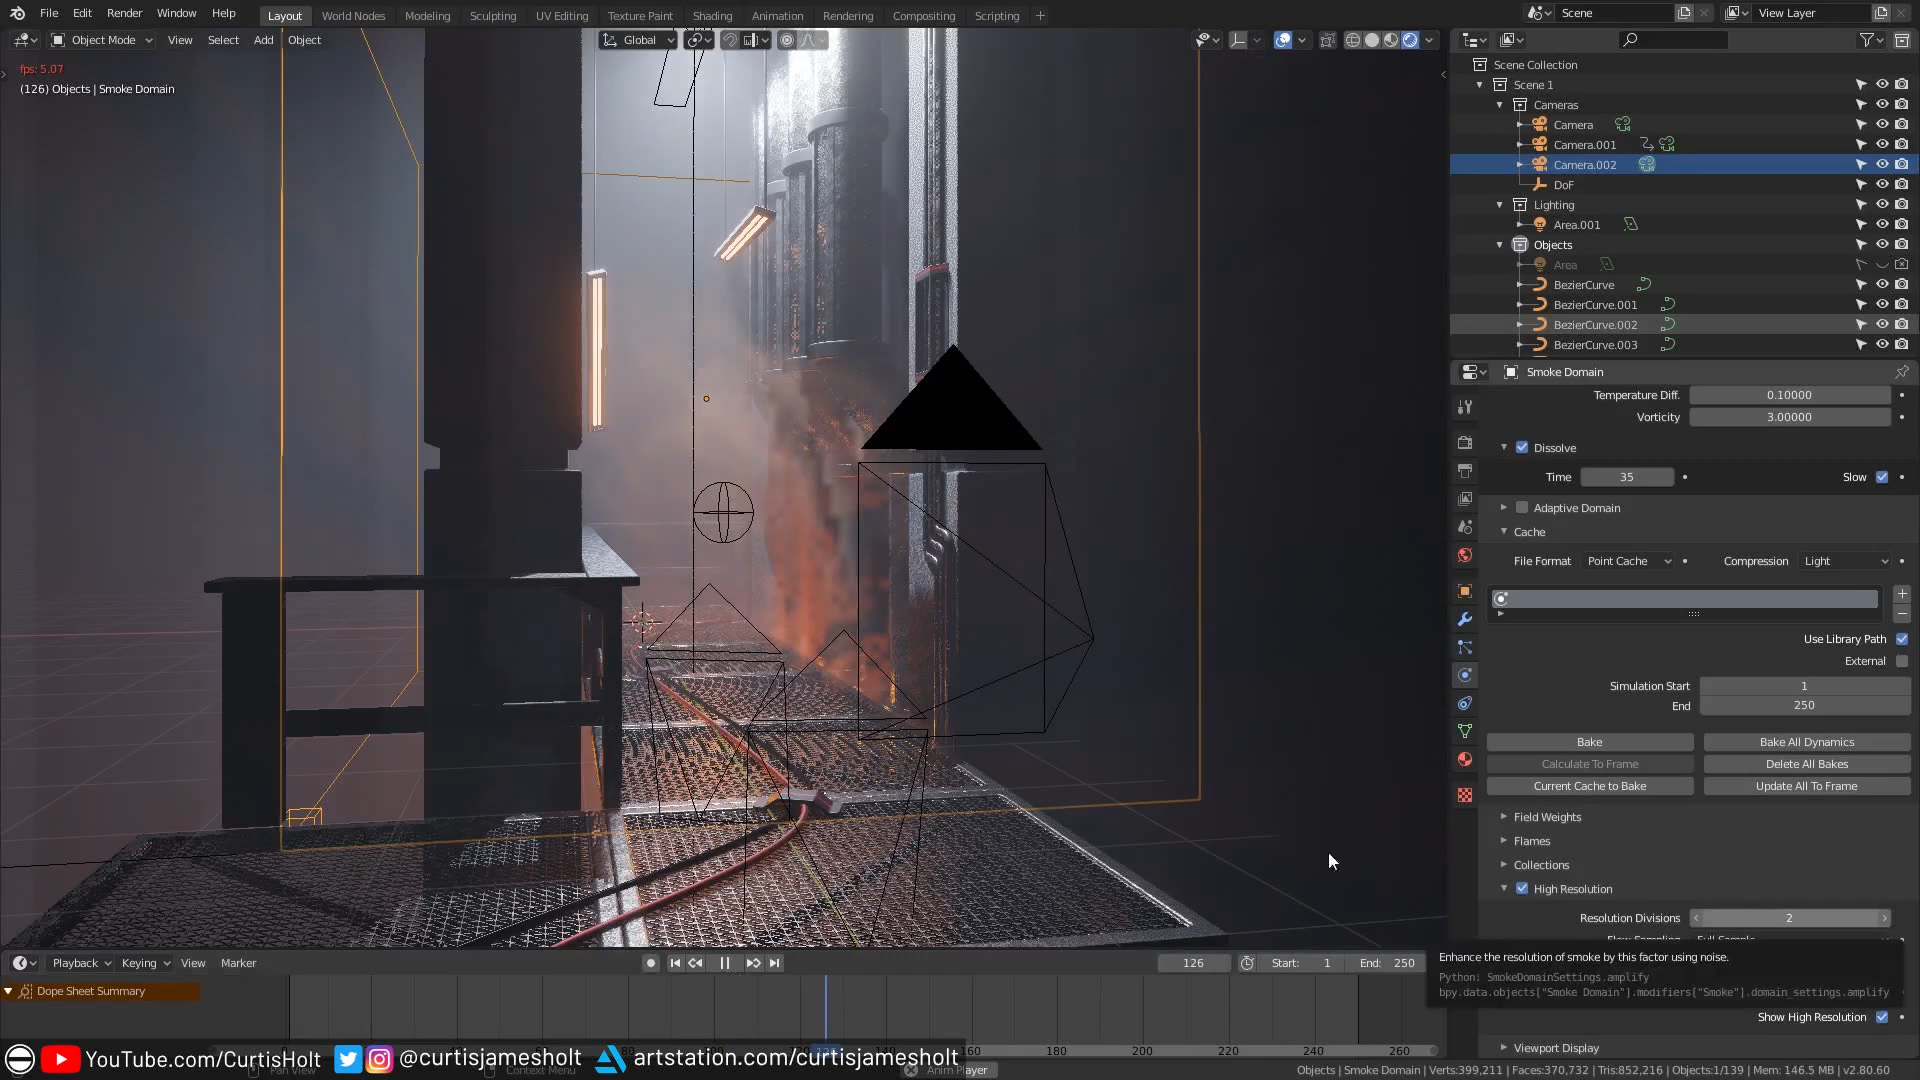 File Edit Render Window Help Layout World Nodes Modeling Sculpting UV Editing Texture Paint Shading Animation Rendering Compositing Scripting + Scene View Layer
Object Mode View Select Add Object Global
fps: 5.07
(126) Objects | Smoke Domain
Scene Collection
Scene 1
Cameras
Camera
Camera.001
Camera.002
DoF
Lighting
Area.001
Objects
Area
BezierCurve
BezierCurve.001
BezierCurve.002
BezierCurve.003
Smoke Domain
Temperature Diff. 0.10000
Vorticity 3.00000
Dissolve
Time 35 Slow
Adaptive Domain
Cache
File Format Point Cache Compression Light
Use Library Path
External
Simulation Start 1
End 250
Bake Bake All Dynamics
Calculate To Frame Delete All Bakes
Current Cache to Bake Update All To Frame
Field Weights
Flames
Collections
High Resolution
Resolution Divisions 2
Enhance the resolution of smoke by this factor using noise.
Python: SmokeDomainSettings.amplify
bpy.data.objects["Smoke Domain"].modifiers["Smoke"].domain_settings.amplify
Show High Resolution
Viewport Display
Playback Keying View Marker 126 Start: 1 End: 250
Dope Sheet Summary
160 180 200 220 240 260
YouTube.com/CurtisHolt @curtisjamesholt artstation.com/curtisjamesholt
Pan View Context Menu Anim Player
Objects | Smoke Domain | Verts:399,211 | Faces:370,732 | Tris:852,216 | Objects:1/139 | Mem: 146.5 MB | v2.80.60